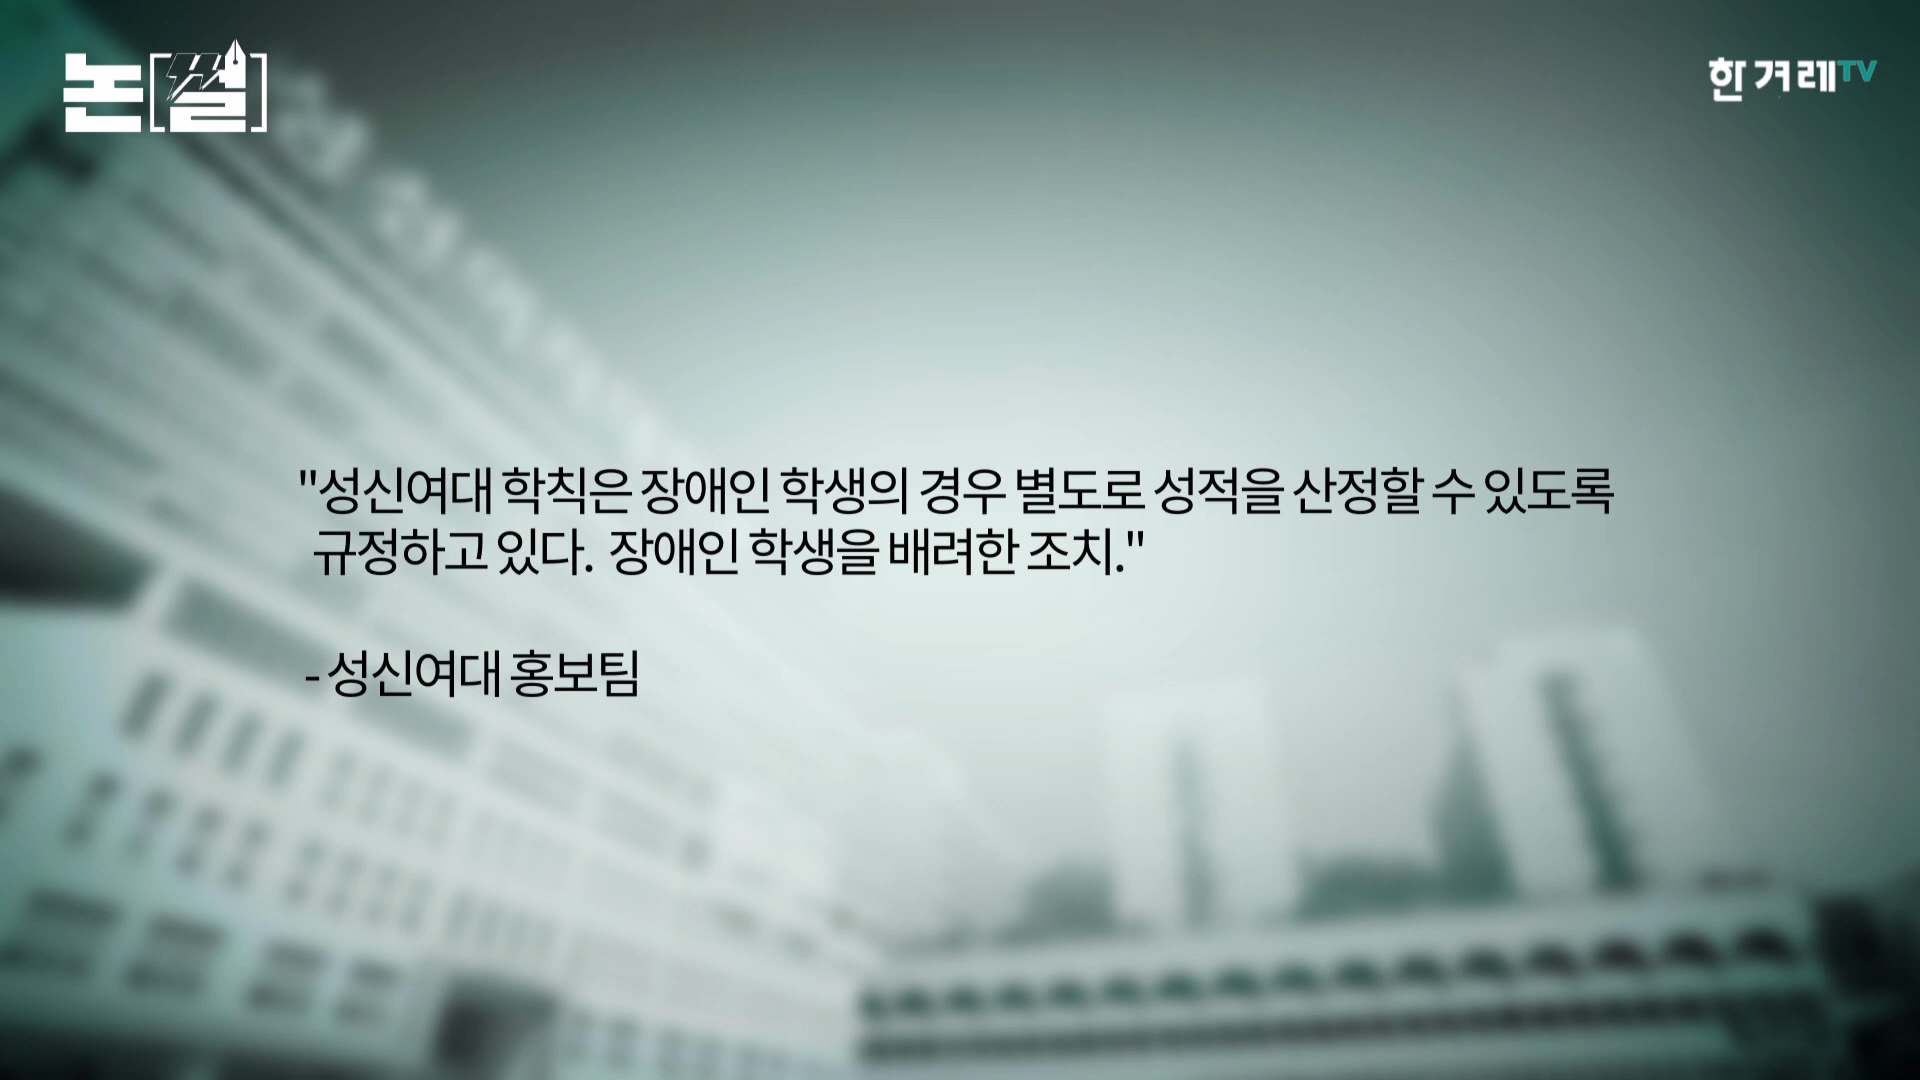 논[썰]
한겨레TV
"성신여대 학칙은 장애인 학생의 경우 별도로 성적을 산정할 수 있도록
규정하고 있다. 장애인 학생을 배려한 조치."
- 성신여대 홍보팀